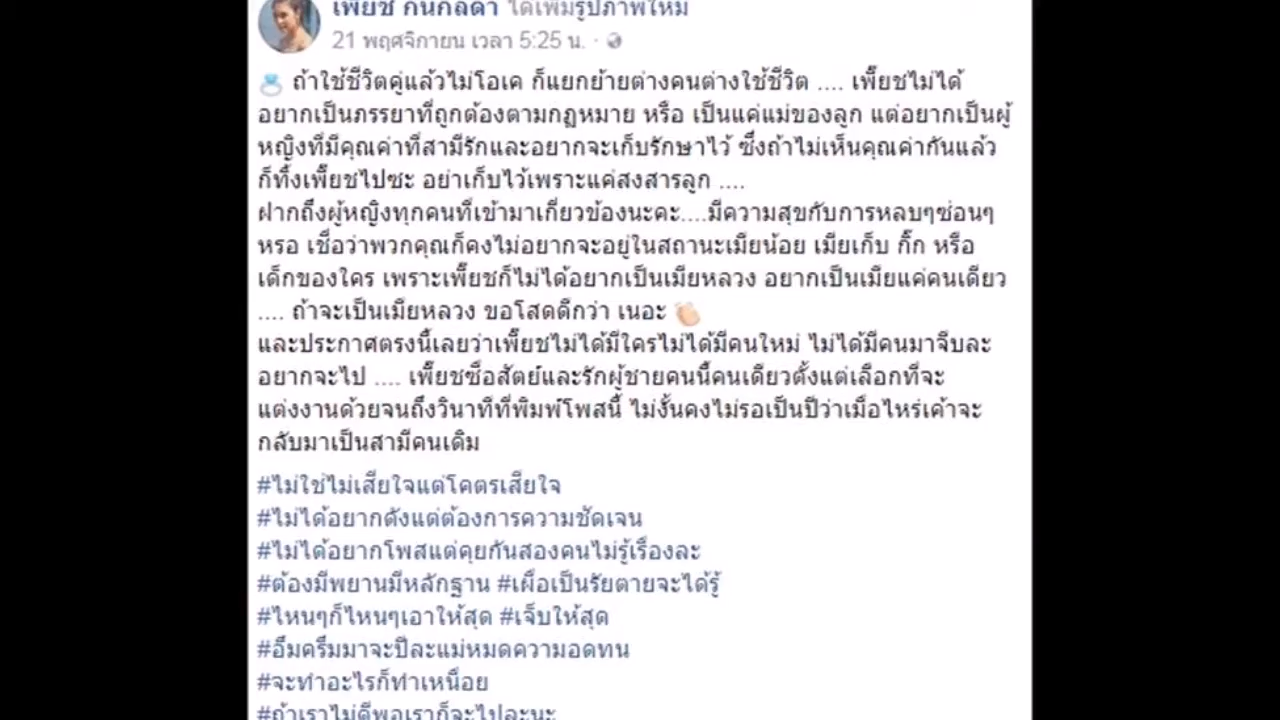 เพียช กันกลดา ได้เพิ่มรูปภาพใหม่
21 พฤศจิกายน เวลา 5:25 น. ·
ถ้าใช้ชีวิตคู่แล้วไม่โอเค ก็แยกย้ายต่างคนต่างใช้ชีวิต .... เพี๊ยชไม่ได้
อยากเป็นภรรยาที่ถูกต้องตามกฎหมาย หรือ เป็นแค่แม่ของลูก แต่อยากเป็นผู้
หญิงที่มีคุณค่าที่สามีรักและอยากจะเก็บรักษาไว้ ซึ่งถ้าไม่เห็นคุณค่ากันแล้ว
ก็ทิ้งเพี๊ยชไปซะ อย่าเก็บไว้เพราะแค่สงสารลูก ....
ฝากถึงผู้หญิงทุกคนที่เข้ามาเกี่ยวข้องนะคะ....มีความสุขกับการหลบๆซ่อนๆ
หรอ เชื่อว่าพวกคุณก็คงไม่อยากจะอยู่ในสถานะเมียน้อย เมียเก็บ กิ๊ก หรือ
เด็กของใคร เพราะเพี๊ยชก็ไม่ได้อยากเป็นเมียหลวง อยากเป็นเมียแค่คนเดียว
.... ถ้าจะเป็นเมียหลวง ขอโสดดีกว่า เนอะ
และประกาศตรงนี้เลยว่าเพี๊ยชไม่ได้มีใครไม่ได้มีคนใหม่ ไม่ได้มีคนมาจีบละ
อยากจะไป .... เพี๊ยชซื่อสัตย์และรักผู้ชายคนนี้คนเดียวตั้งแต่เลือกที่จะ
แต่งงานด้วยจนถึงวินาทีที่พิมพ์โพสนี้ ไม่งั้นคงไม่รอเป็นปีว่าเมื่อไหร่เค้าจะ
กลับมาเป็นสามีคนเดิม
#ไม่ใช่ไม่เสียใจแต่โคตรเสียใจ
#ไม่ได้อยากดังแต่ต้องการความชัดเจน
#ไม่ได้อยากโพสแต่คุยกันสองคนไม่รู้เรื่องละ
#ต้องมีพยานมีหลักฐาน #เผื่อเป็นรัยตายจะได้รู้
#ไหนๆก็ไหนๆเอาให้สุด #เจ็บให้สุด
#อึมครึมมาจะปีละแม่หมดความอดทน
#จะทำอะไรก็ทำเหนื่อย
#ถ้าเราไม่ดีพอเราก็จะไปละนะ